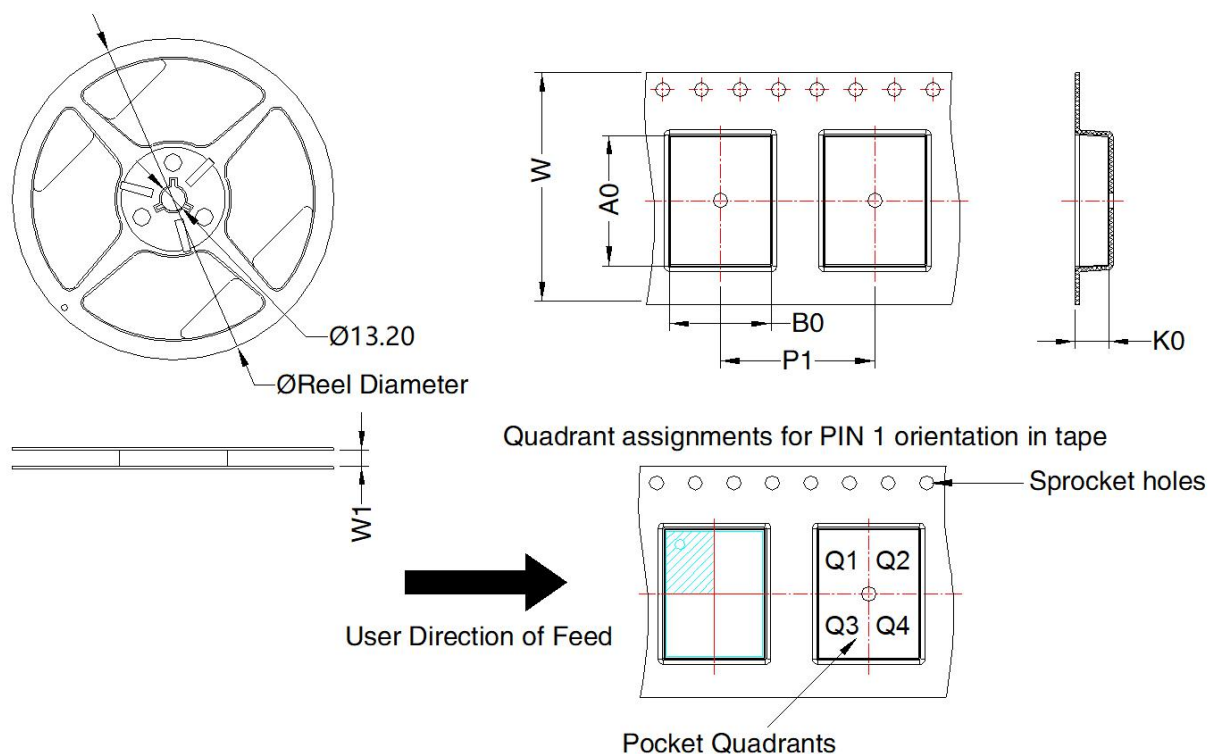 Ø13.20
ØReel Diameter
W1
W
A0
B0
P1
K0
Quadrant assignments for PIN 1 orientation in tape
Sprocket holes
Q1 Q2
Q3 Q4
User Direction of Feed
Pocket Quadrants